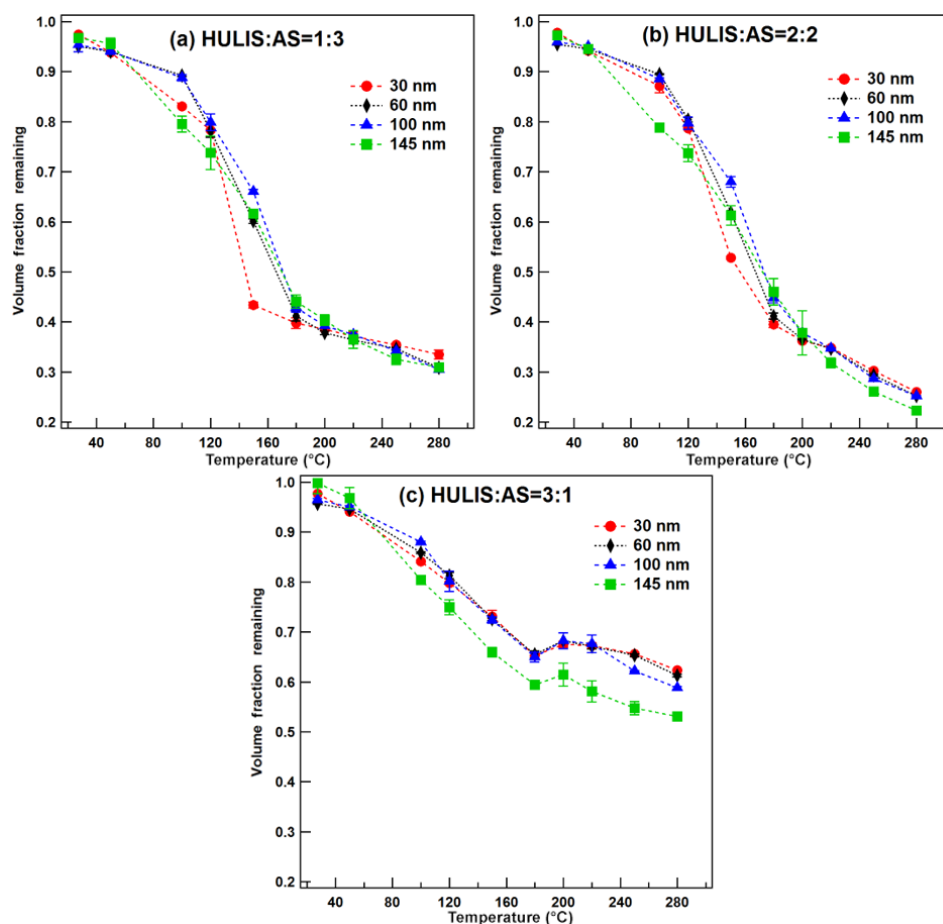 (a) HULIS:AS=1:3
Volume fraction remaining
1.0
0.9
0.8
0.7
0.6
0.5
0.4
0.3
0.2
30 nm
60 nm
100 nm
145 nm
40
80
120
160
200
240
280
Temperature (°C)
(b) HULIS:AS=2:2
Volume fraction remaining
1.0
0.9
0.8
0.7
0.6
0.5
0.4
0.3
0.2
30 nm
60 nm
100 nm
145 nm
40
80
120
160
200
240
280
Temperature (°C)
(c) HULIS:AS=3:1
Volume fraction remaining
1.0
0.9
0.8
0.7
0.6
0.5
0.4
0.3
0.2
30 nm
60 nm
100 nm
145 nm
40
80
120
160
200
240
280
Temperature (°C)